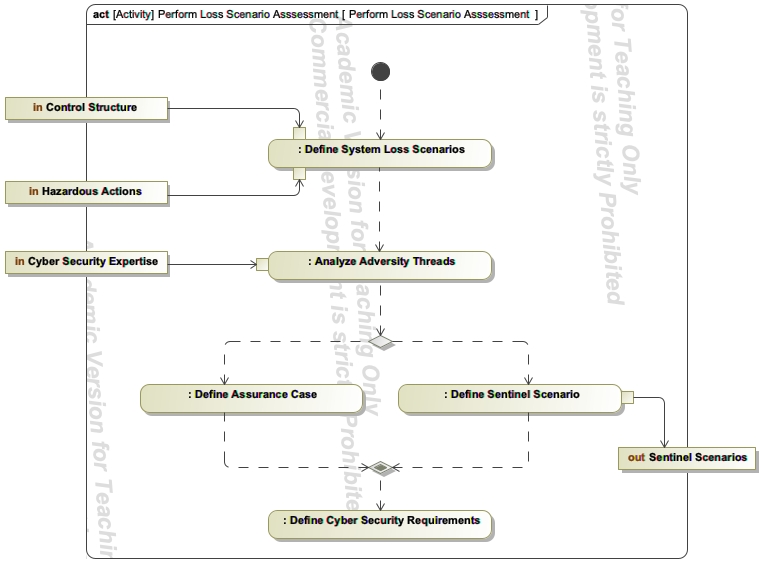 act [Activity] Perform Loss Scenario Asssessment [ Perform Loss Scenario Asssessment ]
in Control Structure
: Define System Loss Scenarios
in Hazardous Actions
in Cyber Security Expertise
: Analyze Adversity Threads
: Define Assurance Case
: Define Sentinel Scenario
out Sentinel Scenarios
: Define Cyber Security Requirements
for Teaching Only
opment is strictly Prohibited
Academic Version for Teaching Only
Commercial Development is strictly Prohibited
Academic Version for Teaching